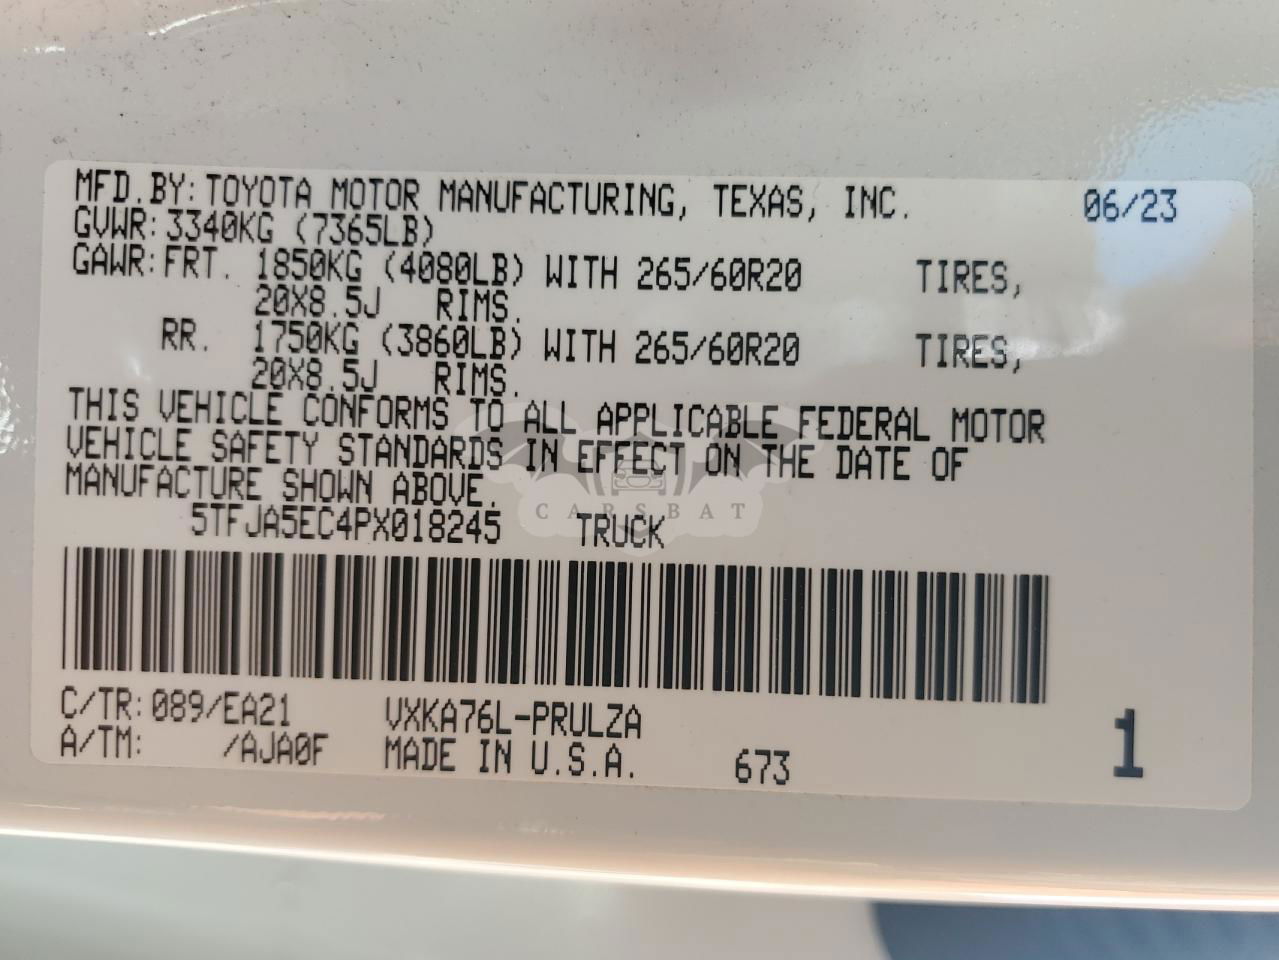 MFD.BY: TOYOTA MOTOR MANUFACTURING, TEXAS, INC. 06/23
GVWR: 3340KG (7365LB)
GAWR: FRT. 1850KG (4080LB) WITH 265/60R20 TIRES,
20X8.5J RIMS.
RR. 1750KG (3860LB) WITH 265/60R20 TIRES,
20X8.5J RIMS.
THIS VEHICLE CONFORMS TO ALL APPLICABLE FEDERAL MOTOR
VEHICLE SAFETY STANDARDS IN EFFECT ON THE DATE OF
MANUFACTURE SHOWN ABOVE.
CARSBAT
5TFJA5EC4PX018245 TRUCK
C/TR: 089/EA21 VXKA76L-PRULZA
A/TM: /AJA0F MADE IN U.S.A. 673 1